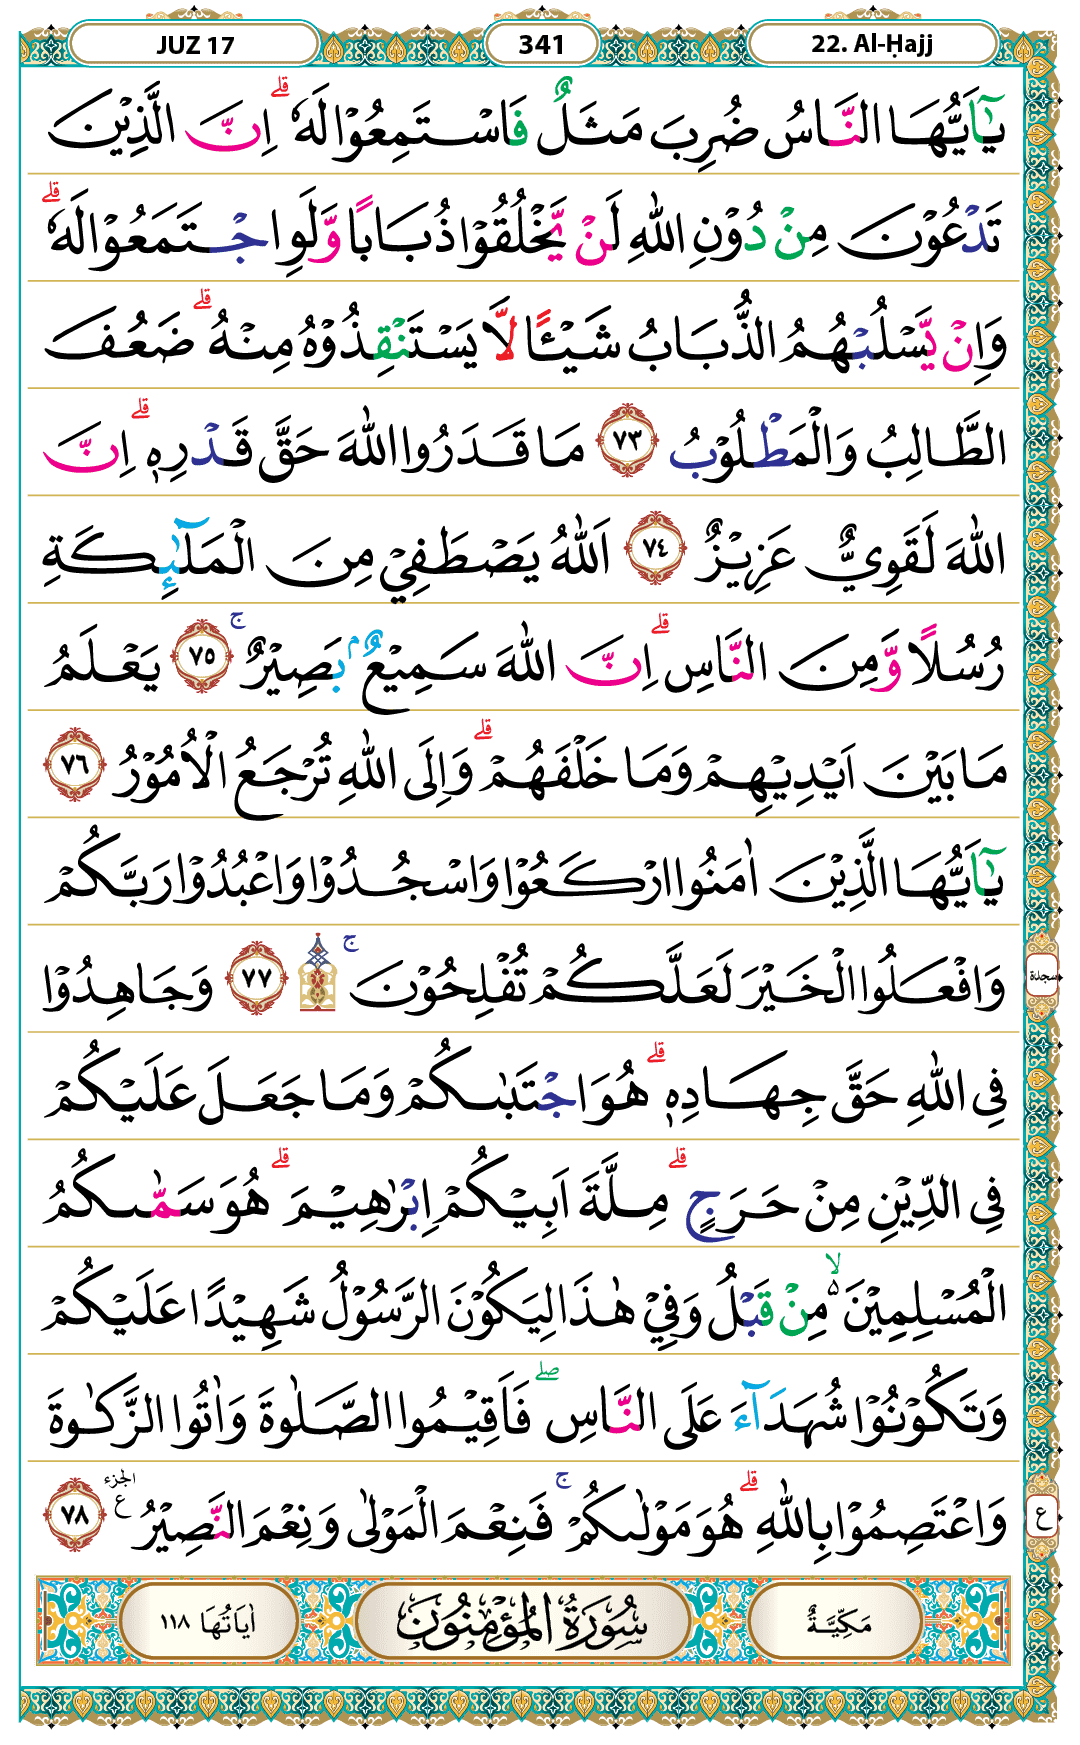 JUZ 17 341 22. Al-Ḥajj
يٰٓاَيُّهَا النَّاسُ ضُرِبَ مَثَلٌ فَاسْتَمِعُوْا لَهٗ ۗ اِنَّ الَّذِيْنَ
تَدْعُوْنَ مِنْ دُوْنِ اللّٰهِ لَنْ يَّخْلُقُوْا ذُبَابًا وَّلَوِ اجْتَمَعُوْا لَهٗ ۗ
وَاِنْ يَّسْلُبْهُمُ الذُّبَابُ شَيْـًٔا لَّا يَسْتَنْقِذُوْهُ مِنْهُ ۗ ضَعُفَ
الطَّالِبُ وَالْمَطْلُوْبُ ٧٣ مَا قَدَرُوا اللّٰهَ حَقَّ قَدْرِهٖ ۗ اِنَّ
اللّٰهَ لَقَوِيٌّ عَزِيْزٌ ٧٤ اَللّٰهُ يَصْطَفِيْ مِنَ الْمَلٰۤىِٕكَةِ
رُسُلًا وَّمِنَ النَّاسِ ۗ اِنَّ اللّٰهَ سَمِيْعٌۢ بَصِيْرٌ ۚ ٧٥ يَعْلَمُ
مَا بَيْنَ اَيْدِيْهِمْ وَمَا خَلْفَهُمْ ۗ وَاِلَى اللّٰهِ تُرْجَعُ الْاُمُوْرُ ٧٦
يٰٓاَيُّهَا الَّذِيْنَ اٰمَنُوا ارْكَعُوْا وَاسْجُدُوْا وَاعْبُدُوْا رَبَّكُمْ
وَافْعَلُوا الْخَيْرَ لَعَلَّكُمْ تُفْلِحُوْنَ ۚ ۩ ٧٧ وَجَاهِدُوْا
سجدة
فِى اللّٰهِ حَقَّ جِهَادِهٖ ۗ هُوَ اجْتَبٰىكُمْ وَمَا جَعَلَ عَلَيْكُمْ
فِى الدِّيْنِ مِنْ حَرَجٍ ۗ مِلَّةَ اَبِيْكُمْ اِبْرٰهِيْمَ ۗ هُوَ سَمّٰىكُمُ
الْمُسْلِمِيْنَ ۙ ەۙ مِنْ قَبْلُ وَفِيْ هٰذَا لِيَكُوْنَ الرَّسُوْلُ شَهِيْدًا عَلَيْكُمْ
وَتَكُوْنُوْا شُهَدَاۤءَ عَلَى النَّاسِ ۖ فَاَقِيْمُوا الصَّلٰوةَ وَاٰتُوا الزَّكٰوةَ
وَاعْتَصِمُوْا بِاللّٰهِ ۗ هُوَ مَوْلٰىكُمْ ۚ فَنِعْمَ الْمَوْلٰى وَنِعْمَ النَّصِيْرُ الجزء ع ٧٨
ع
مَكِّيَّةٌ سُوْرَةُ الْمُؤْمِنُوْنَ اٰيَاتُهَا ١١٨